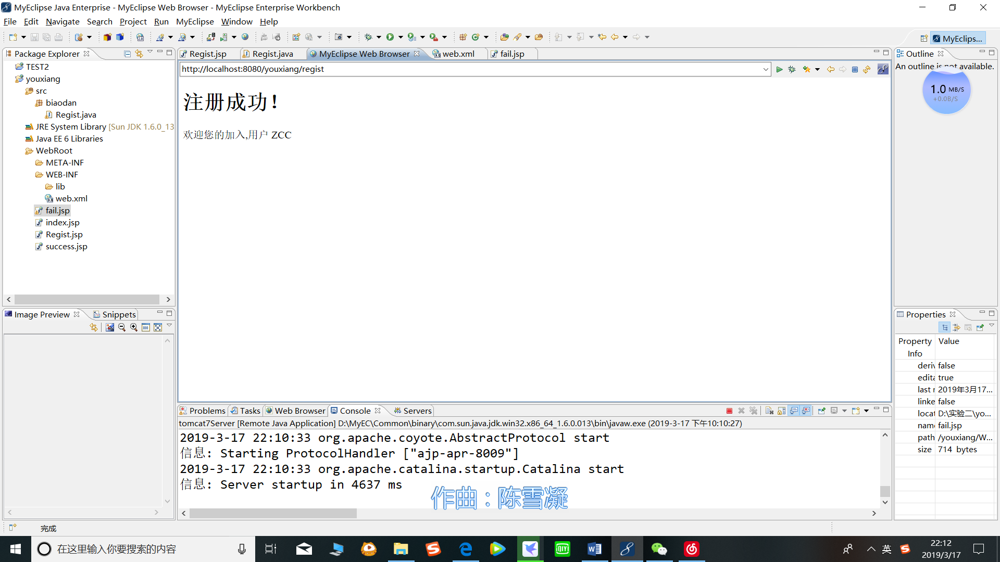 MyEclipse Java Enterprise - MyEclipse Web Browser - MyEclipse Enterprise Workbench
File Edit Navigate Search Project Run MyEclipse Window Help
MyEclips...
Package Explorer
TEST2
youxiang
src
biaodan
Regist.java
JRE System Library [Sun JDK 1.6.0_13
Java EE 6 Libraries
WebRoot
META-INF
WEB-INF
lib
web.xml
fail.jsp
index.jsp
Regist.jsp
success.jsp
Regist.jsp Regist.java MyEclipse Web Browser web.xml fail.jsp
http://localhost:8080/youxiang/regist
注册成功！
欢迎您的加入,用户 ZCC
Outline
An outline is not available.
1.0 MB/S
+0.0B/S
Image Preview Snippets
Problems Tasks Web Browser Console Servers
tomcat7Server [Remote Java Application] D:\MyEC\Common\binary\com.sun.java.jdk.win32.x86_64_1.6.0.013\bin\javaw.exe (2019-3-17 下午10:10:27)
2019-3-17 22:10:33 org.apache.coyote.AbstractProtocol start
信息: Starting ProtocolHandler ["ajp-apr-8009"]
2019-3-17 22:10:33 org.apache.catalina.startup.Catalina start
信息: Server startup in 4637 ms
作曲：陈雪凝
Properties
Property Value
Info
deriv false
edita true
last r 2019年3月17...
linke false
locat D:\实验二\yo...
name fail.jsp
path /youxiang/W...
size 714 bytes
完成
在这里输入你要搜索的内容
英
22:12
2019/3/17